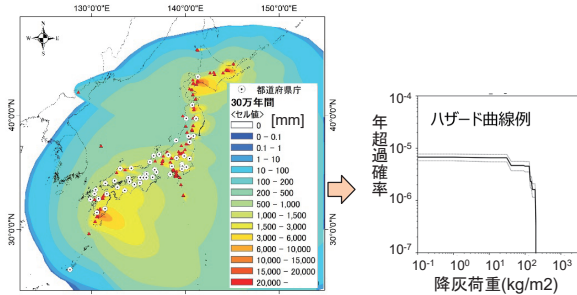 130°0'0"E 140°0'0"E 150°0'0"E
N
W E
S
40°0'0"N
30°0'0"N
都道府県庁
30万年間
<セル値> [mm]
0
0 - 0.1
0.1 - 1
1 - 10
10 - 100
100 - 200
200 - 500
500 - 1,000
1,000 - 1,500
1,500 - 3,000
3,000 - 6,000
6,000 - 10,000
10,000 - 15,000
15,000 - 20,000
20,000 -
年超過確率
10-4
10-5
10-6
10-7
ハザード曲線例
10-1 100 101 102 103
降灰荷重(kg/m2)